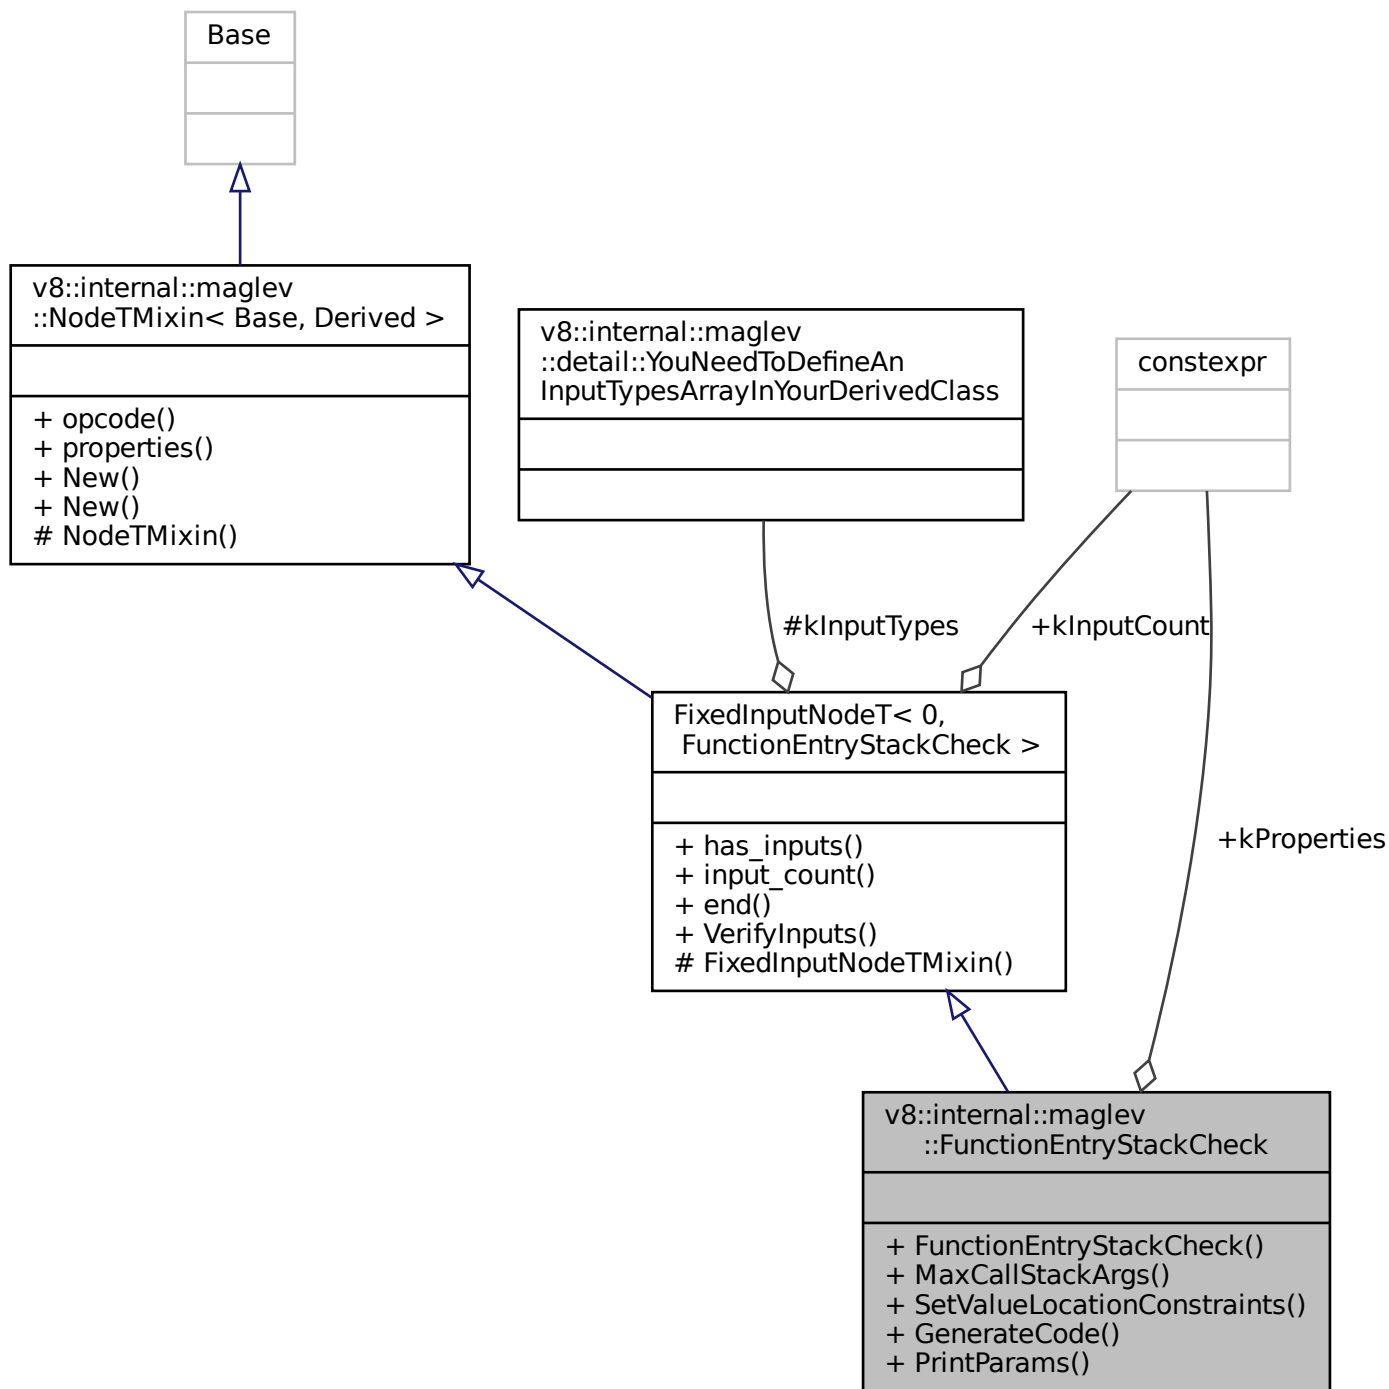 Base
v8::internal::maglev
::NodeTMixin< Base, Derived >
+ opcode()
+ properties()
+ New()
+ New()
# NodeTMixin()
v8::internal::maglev
::detail::YouNeedToDefineAn
InputTypesArrayInYourDerivedClass
constexpr
#kInputTypes
+kInputCount
FixedInputNodeT< 0,
FunctionEntryStackCheck >
+ has_inputs()
+ input_count()
+ end()
+ VerifyInputs()
# FixedInputNodeTMixin()
+kProperties
v8::internal::maglev
::FunctionEntryStackCheck
+ FunctionEntryStackCheck()
+ MaxCallStackArgs()
+ SetValueLocationConstraints()
+ GenerateCode()
+ PrintParams()